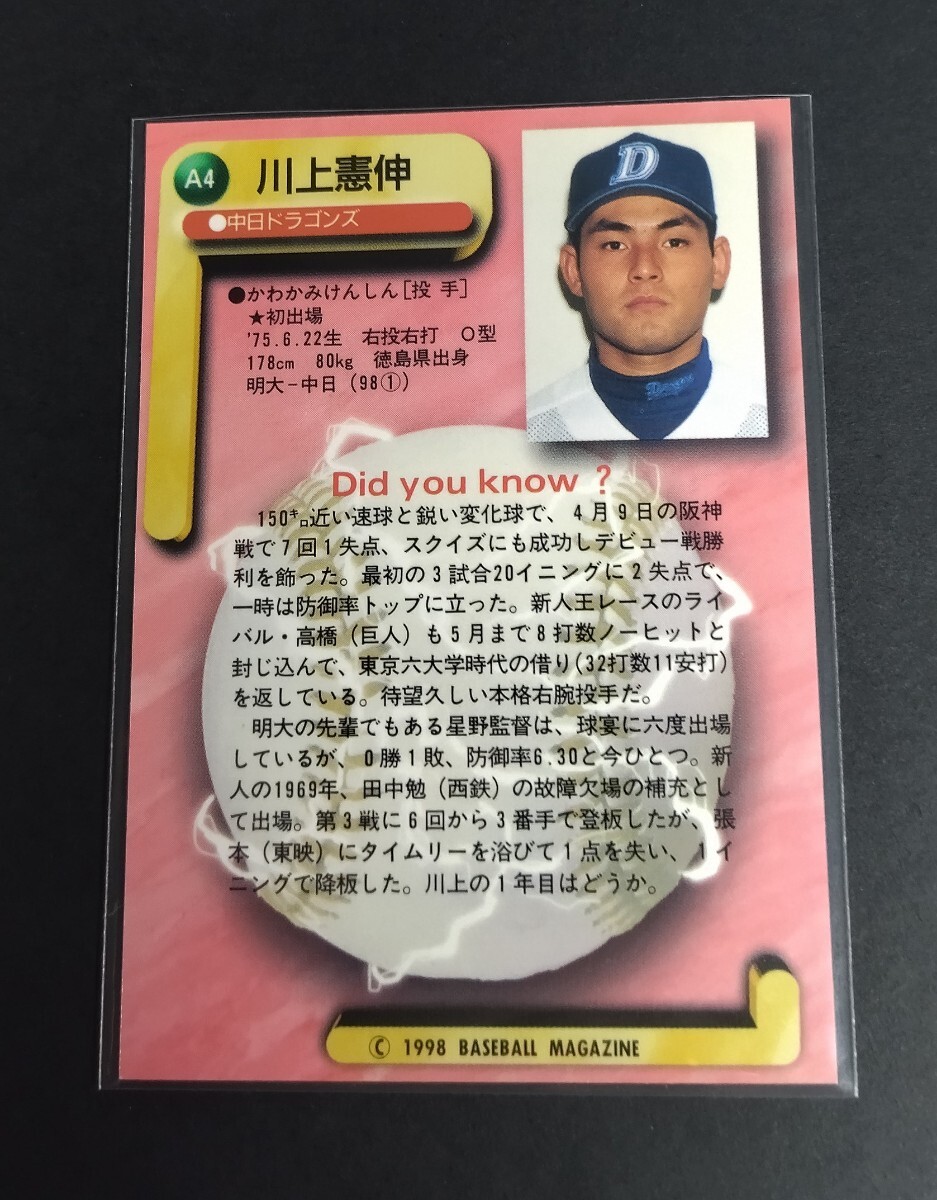 A4 川上憲伸
●中日ドラゴンズ
D
●かわかみけんしん[投 手]
★初出場
'75.6.22生 右投右打 O型
178cm 80kg 徳島県出身
明大−中日(98①)
Dragons
Did you know ?
150㌔近い速球と鋭い変化球で、4月9日の阪神
戦で7回1失点、スクイズにも成功しデビュー戦勝
利を飾った。最初の3試合20イニングに2失点で、
一時は防御率トップに立った。新人王レースのライ
バル・高橋(巨人)も5月まで8打数ノーヒットと
封じ込んで、東京六大学時代の借り(32打数11安打)
を返している。待望久しい本格右腕投手だ。
明大の先輩でもある星野監督は、球宴に六度出場
しているが、0勝1敗、防御率6.30と今ひとつ。新
人の1969年、田中勉(西鉄)の故障欠場の補充とし
て出場。第3戦に6回から3番手で登板したが、張
本(東映)にタイムリーを浴びて1点を失い、1イ
ニングで降板した。川上の1年目はどうか。
© 1998 BASEBALL MAGAZINE